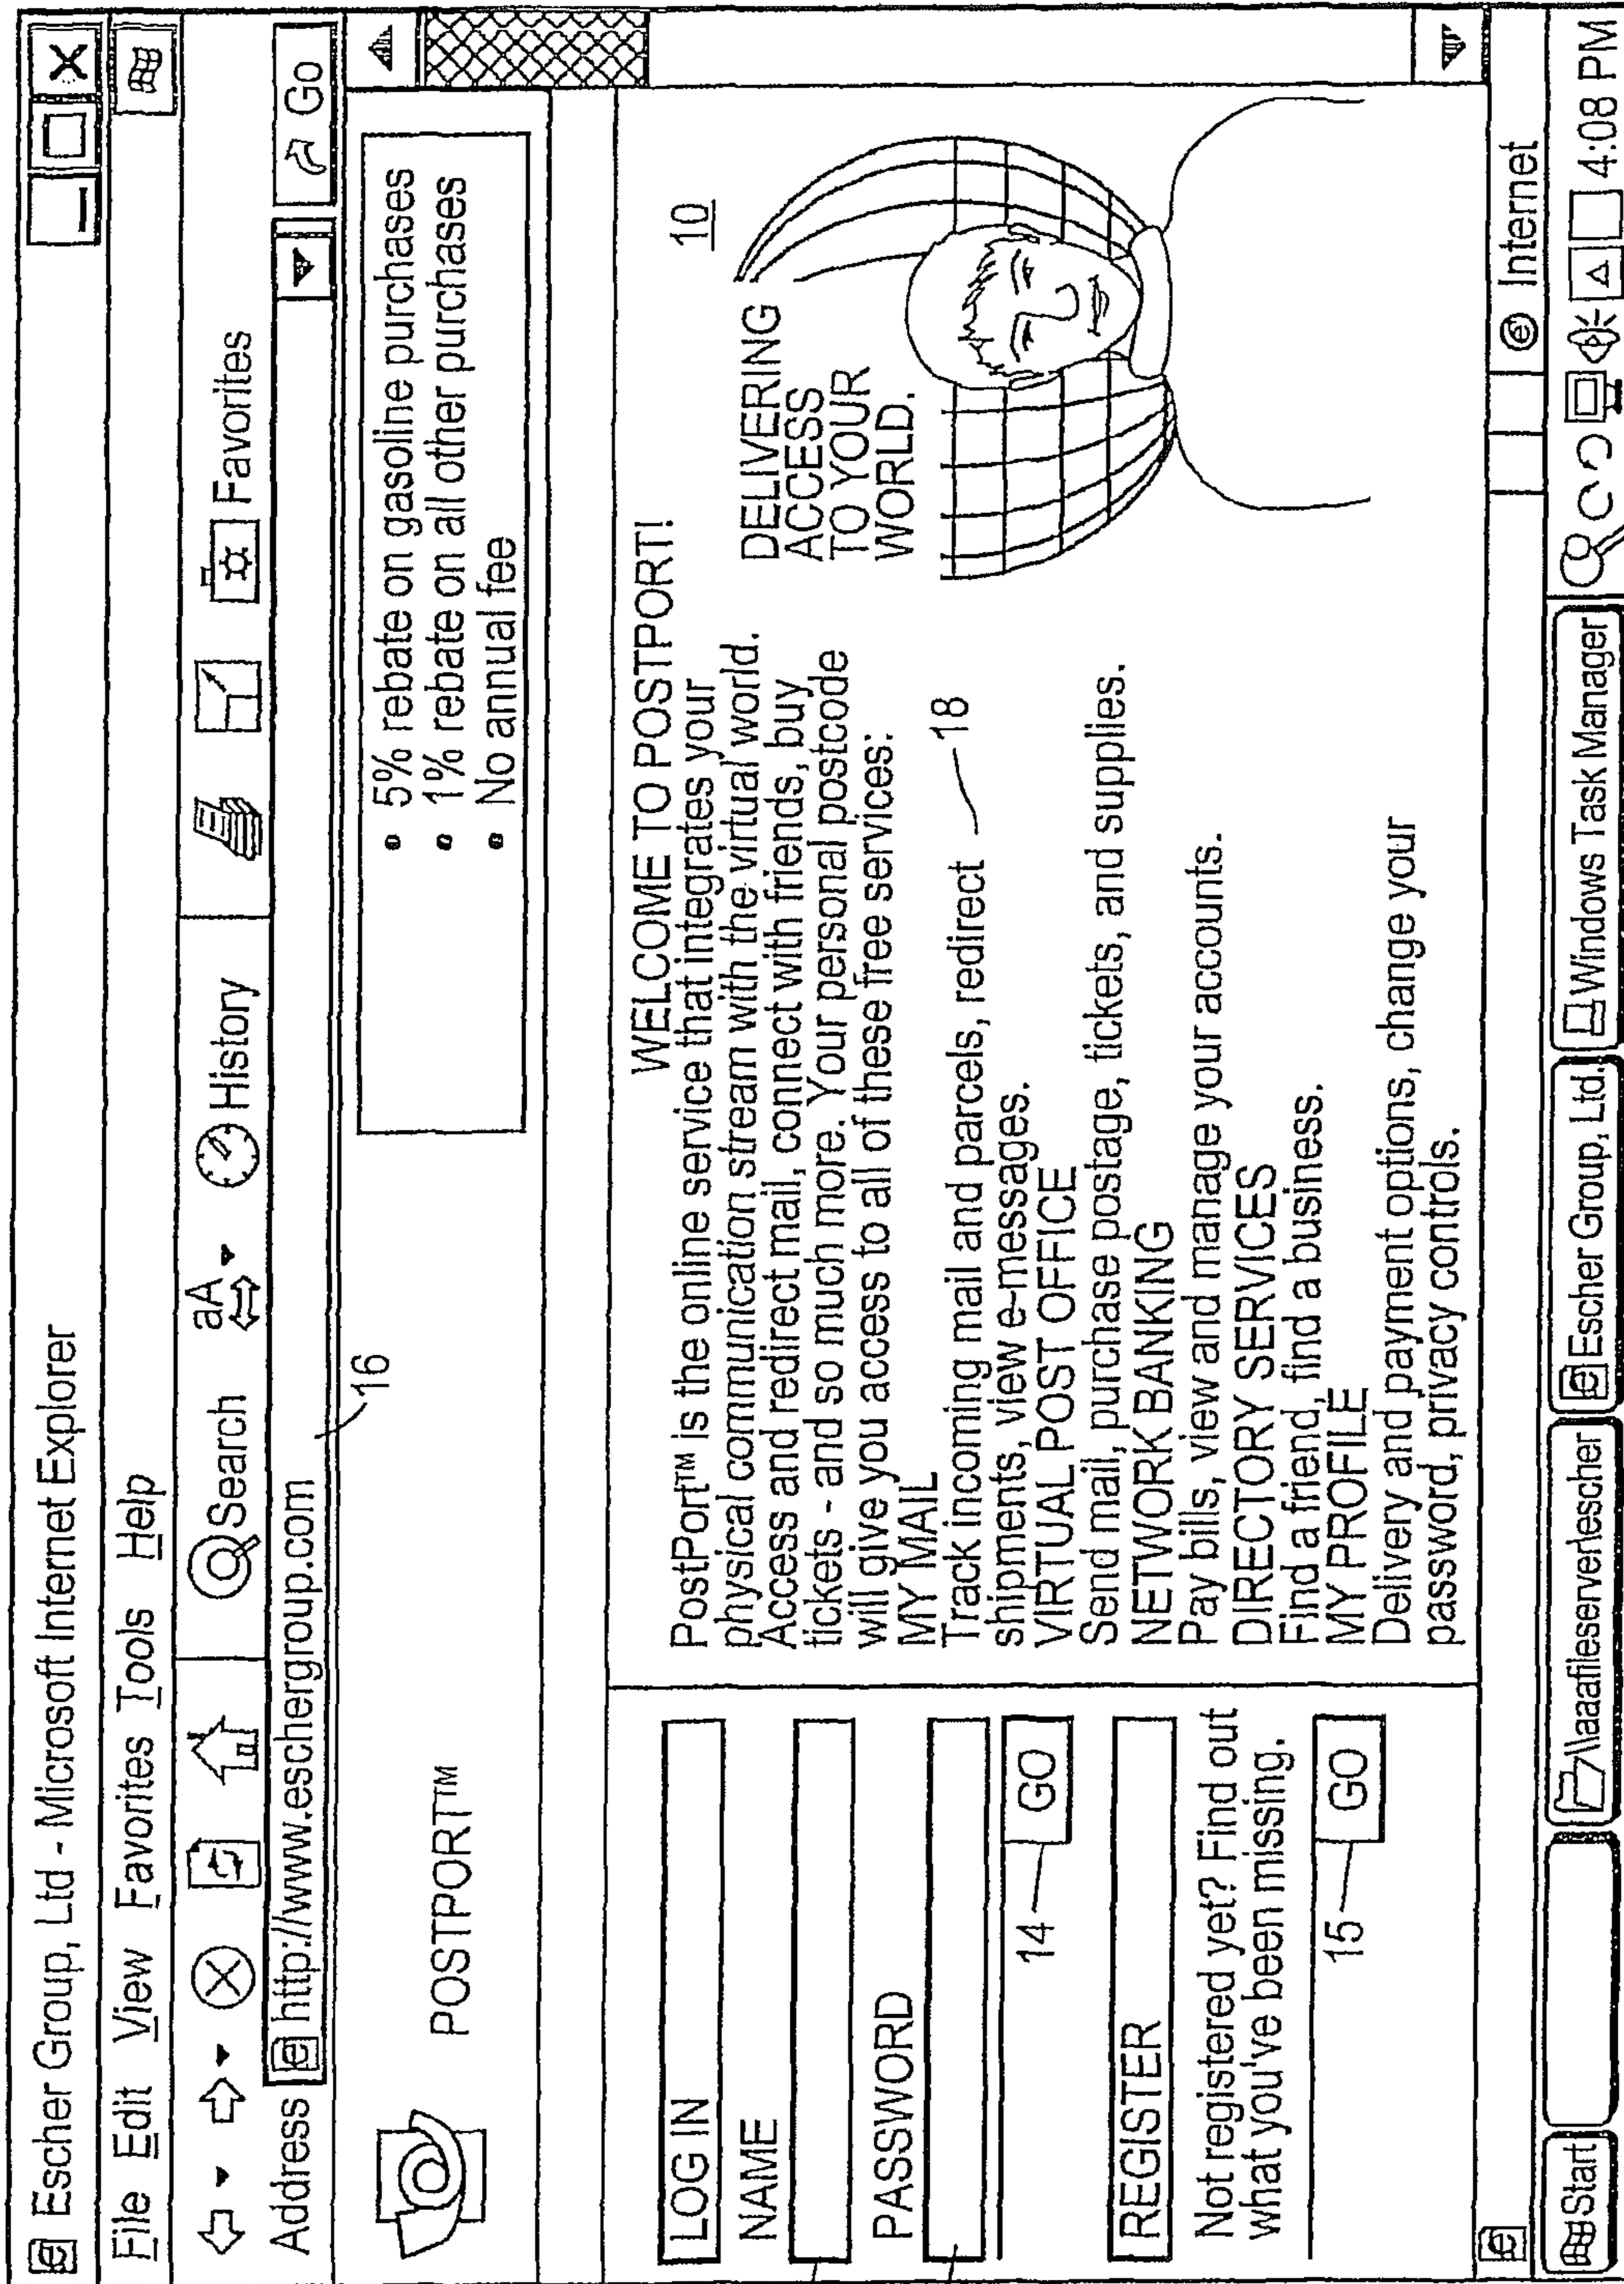 Escher Group, Ltd - Microsoft Internet Explorer
File Edit View Favorites Tools Help
Search aA History Favorites
Address http://www.eschergroup.com Go
16
POSTPORT™
• 5% rebate on gasoline purchases
• 1% rebate on all other purchases
• No annual fee
LOG IN
NAME
PASSWORD
14 GO
REGISTER
Not registered yet? Find out
what you've been missing.
15 GO
WELCOME TO POSTPORT!
PostPort™ is the online service that integrates your
physical communication stream with the virtual world.
Access and redirect mail, connect with friends, buy
tickets - and so much more. Your personal postcode
will give you access to all of these free services:
MY MAIL
Track incoming mail and parcels, redirect 18
shipments, view e-messages.
VIRTUAL POST OFFICE
Send mail, purchase postage, tickets, and supplies.
NETWORK BANKING
Pay bills, view and manage your accounts.
DIRECTORY SERVICES
Find a friend, find a business.
MY PROFILE
Delivery and payment options, change your
password, privacy controls.
10
DELIVERING
ACCESS
TO YOUR
WORLD.
Internet
Start \\aaafileserverlescher Escher Group, Ltd. Windows Task Manager 4:08 PM